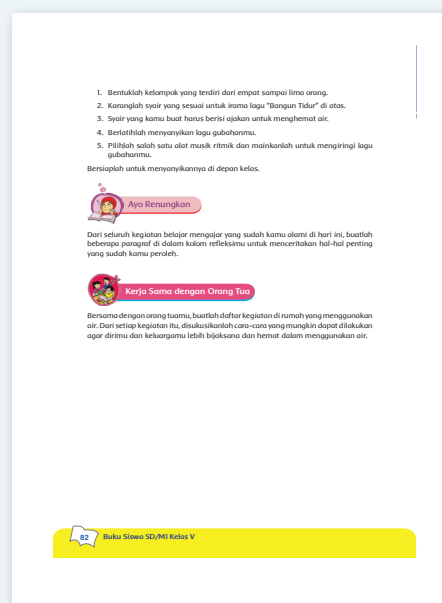 1. Bentuklah kelompok yang terdiri dari empat sampai lima orang.
2. Karanglah syair yang sesuai untuk irama lagu "Bangun Tidur" di atas.
3. Syair yang kamu buat harus berisi ajakan untuk menghemat air.
4. Berlatihlah menyanyikan lagu gubahanmu.
5. Pilihlah salah satu alat musik ritmik dan mainkanlah untuk mengiringi lagu
gubahanmu.
Bersiaplah untuk menyanyikannya di depan kelas.
Ayo Renungkan
Dari seluruh kegiatan belajar mengajar yang sudah kamu alami di hari ini, buatlah
beberapa paragraf di dalam kolom refleksimu untuk menceritakan hal-hal penting
yang sudah kamu peroleh.
Kerja Sama dengan Orang Tua
Bersama dengan orang tuamu, buatlah daftar kegiatan di rumah yang menggunakan
air. Dari setiap kegiatan itu, disukusikanlah cara-cara yang mungkin dapat dilakukan
agar dirimu dan keluargamu lebih bijaksana dan hemat dalam menggunakan air.
82 Buku Siswa SD/MI Kelas V